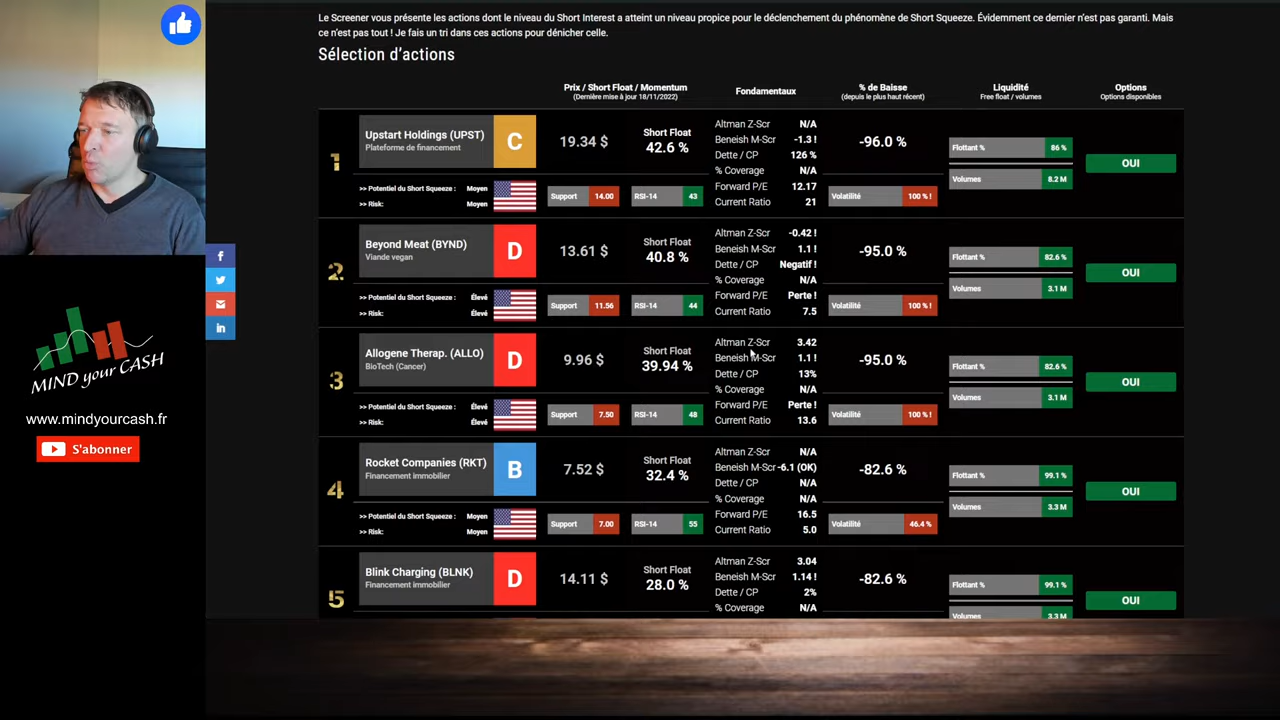 Le Screener vous présente les actions dont le niveau du Short Interest a atteint un niveau propice pour le déclenchement du phénomène de Short Squeeze. Évidemment ce dernier n'est pas garanti. Mais
ce n'est pas tout ! Je fais un tri dans ces actions pour dénicher celle.
Sélection d'actions
Prix / Short Float / Momentum
(Dernière mise à jour 18/11/2022)
Fondamentaux
% de Baisse
(depuis le plus haut récent)
Liquidité
Free float / volumes
Options
Options disponibles
1
Upstart Holdings (UPST)
Plateforme de financement
C
>> Potentiel du Short Squeeze : Moyen
>> Risk: Moyen
19.34 $
Short Float
42.6 %
Support 14.00
RSI-14 43
Altman Z-Scr N/A
Beneish M-Scr -1.3 !
Dette / CP 126 %
% Coverage N/A
Forward P/E 12.17
Current Ratio 21
-96.0 %
Volatilité 100 % !
Flottant % 86 %
Volumes 8.2 M
OUI
2
Beyond Meat (BYND)
Viande vegan
D
>> Potentiel du Short Squeeze : Élevé
>> Risk: Élevé
13.61 $
Short Float
40.8 %
Support 11.56
RSI-14 44
Altman Z-Scr -0.42 !
Beneish M-Scr 1.1 !
Dette / CP Negatif !
% Coverage N/A
Forward P/E Perte !
Current Ratio 7.5
-95.0 %
Volatilité 100 % !
Flottant % 82.6 %
Volumes 3.1 M
OUI
3
Allogene Therap. (ALLO)
BioTech (Cancer)
D
>> Potentiel du Short Squeeze : Élevé
>> Risk: Élevé
9.96 $
Short Float
39.94 %
Support 7.50
RSI-14 48
Altman Z-Scr 3.42
Beneish M-Scr 1.1 !
Dette / CP 13%
% Coverage N/A
Forward P/E Perte !
Current Ratio 13.6
-95.0 %
Volatilité 100 % !
Flottant % 82.6 %
Volumes 3.1 M
OUI
4
Rocket Companies (RKT)
Financement immobilier
B
>> Potentiel du Short Squeeze : Moyen
>> Risk: Moyen
7.52 $
Short Float
32.4 %
Support 7.00
RSI-14 55
Altman Z-Scr N/A
Beneish M-Scr -6.1 (OK)
Dette / CP N/A
% Coverage N/A
Forward P/E 16.5
Current Ratio 5.0
-82.6 %
Volatilité 46.4 %
Flottant % 99.1 %
Volumes 3.3 M
OUI
5
Blink Charging (BLNK)
Financement immobilier
D
14.11 $
Short Float
28.0 %
Altman Z-Scr 3.04
Beneish M-Scr 1.14 !
Dette / CP 2%
% Coverage N/A
-82.6 %
Flottant % 99.1 %
Volumes 3.3 M
OUI
f
in
MIND your CASH
www.mindyourcash.fr
S'abonner